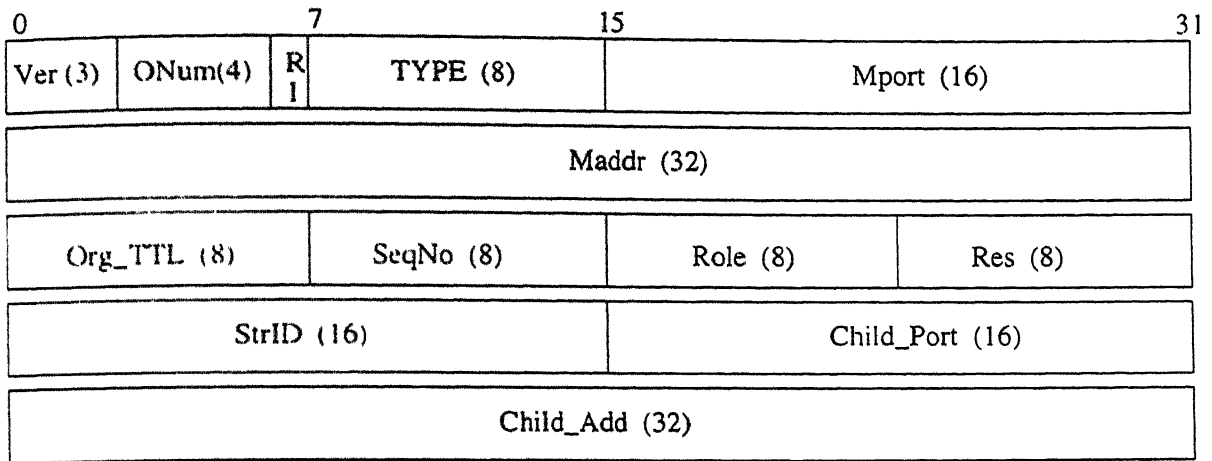 0 7 15 31
Ver (3) ONum(4) R1 TYPE (8) Mport (16)
Maddr (32)
Org_TTL (8) SeqNo (8) Role (8) Res (8)
StrID (16) Child_Port (16)
Child_Add (32)